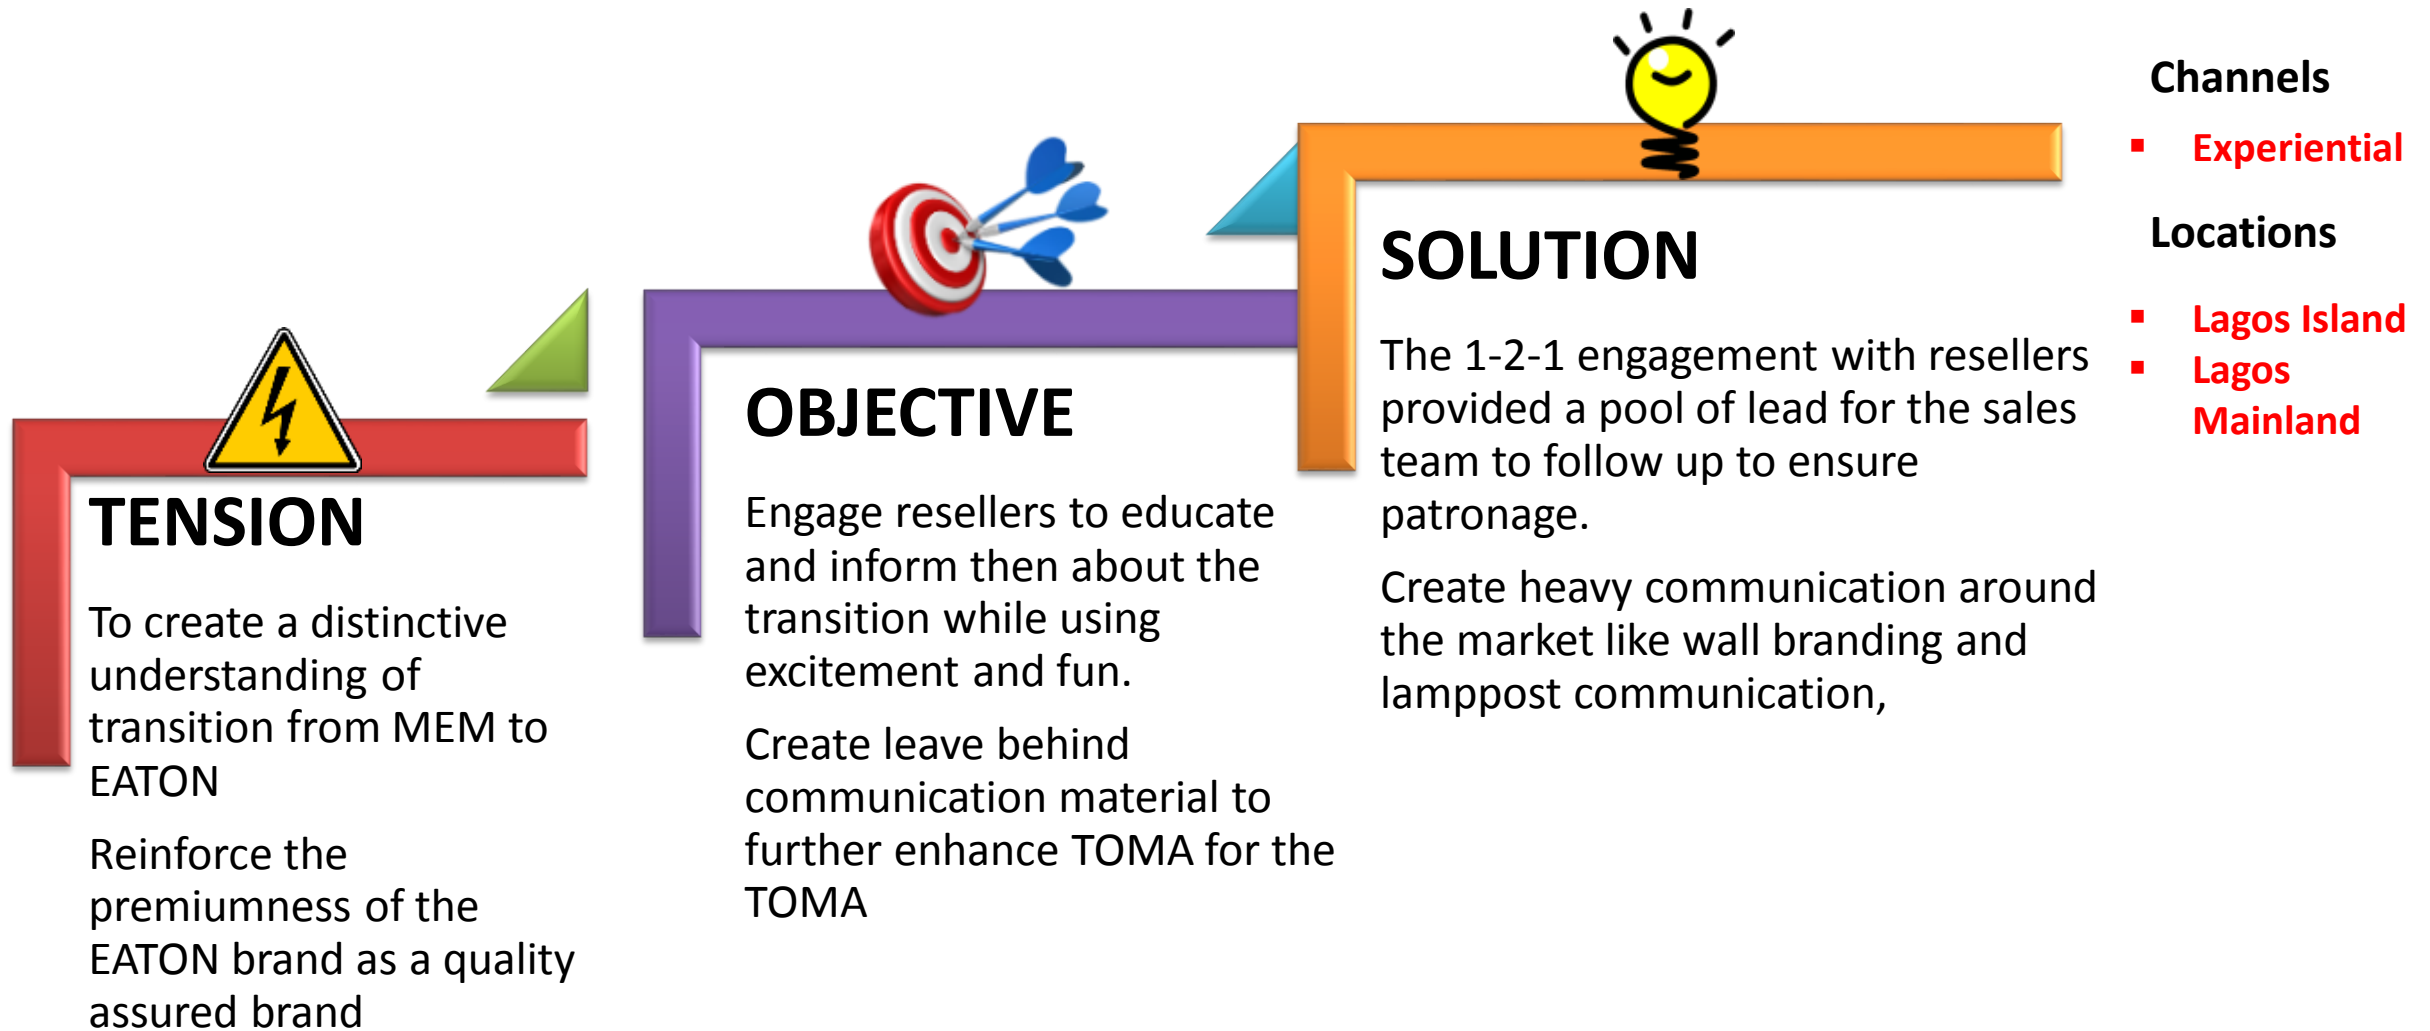 TENSION
To create a distinctive
understanding of
transition from MEM to
EATON
Reinforce the
premiumness of the
EATON brand as a quality
assured brand
OBJECTIVE
Engage resellers to educate
and inform then about the
transition while using
excitement and fun.
Create leave behind
communication material to
further enhance TOMA for the
TOMA
SOLUTION
The 1-2-1 engagement with resellers
provided a pool of lead for the sales
team to follow up to ensure
patronage.
Create heavy communication around
the market like wall branding and
lamppost communication,
Channels
▪ Experiential
Locations
▪ Lagos Island
▪ Lagos
Mainland